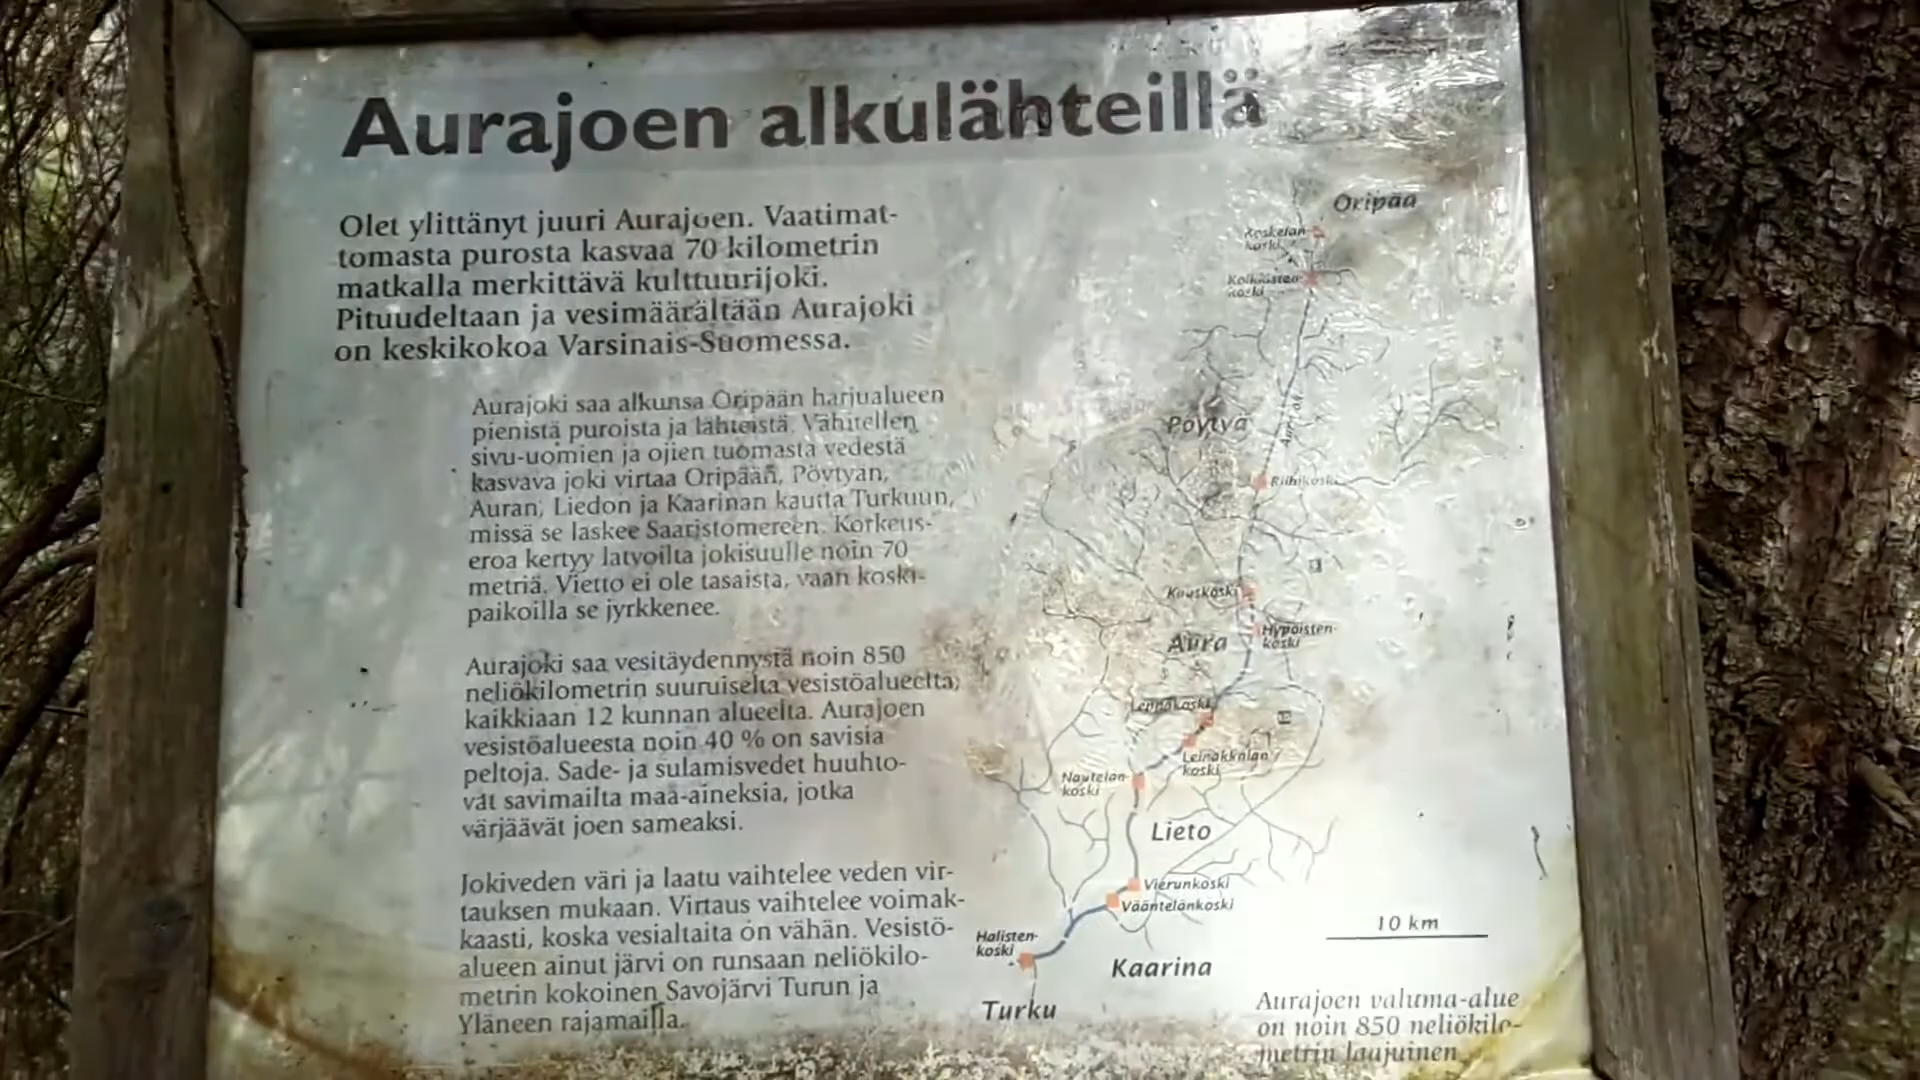 Aurajoen alkulähteillä
Olet ylittänyt juuri Aurajoen. Vaatimat-
tomasta purosta kasvaa 70 kilometrin
matkalla merkittävä kulttuurijoki.
Pituudeltaan ja vesimäärältään Aurajoki
on keskikokoa Varsinais-Suomessa.
Aurajoki saa alkunsa Oripään harjualueen
pienistä puroista ja lähteistä. Vähitellen
sivu-uomien ja ojien tuomasta vedestä
kasvava joki virtaa Oripään, Pöytyän,
Auran, Liedon ja Kaarinan kautta Turkuun,
missä se laskee Saaristomereen. Korkeus-
eroa kertyy latvoilta jokisuulle noin 70
metriä. Vietto ei ole tasaista, vaan koski-
paikoilla se jyrkkenee.
Aurajoki saa vesitäydennystä noin 850
neliökilometrin suuruiselta vesistöalueelta,
kaikkiaan 12 kunnan alueelta. Aurajoen
vesistöalueesta noin 40 % on savisia
peltoja. Sade- ja sulamisvedet huuhto-
vat savimailta maa-aineksia, jotka
värjäävät joen sameaksi.
Jokiveden väri ja laatu vaihtelee veden vir-
tauksen mukaan. Virtaus vaihtelee voimak-
kaasti, koska vesialtaita on vähän. Vesistö-
alueen ainut järvi on runsaan neliökilo-
metrin kokoinen Savojärvi Turun ja
Yläneen rajamailla.
Oripää
koski
koski
Pöytyä
Riihikoski
Kuuskoski
Hypöisten-
koski
Aura
Leinakkalan
koski
Nautelan-
koski
Lieto
Vierunkoski
Vääntelänkoski
Halisten-
koski
Kaarina
Turku
10 km
Aurajoen valuma-alue
on noin 850 neliökilo-
metrin laajuinen